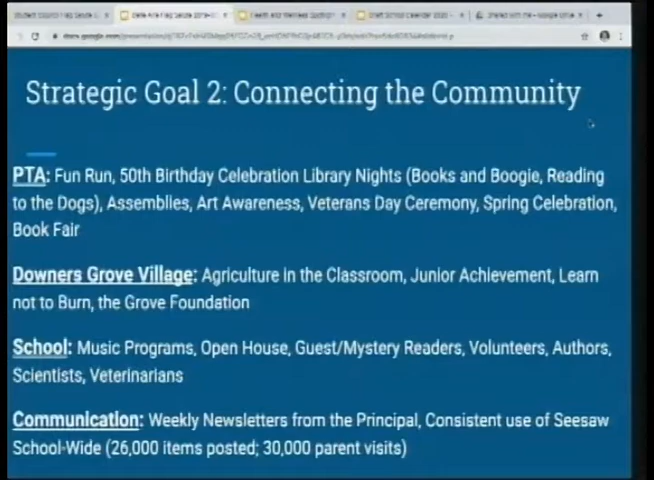 Strategic Goal 2: Connecting the Community
PTA: Fun Run, 50th Birthday Celebration Library Nights (Books and Boogie, Reading
to the Dogs), Assemblies, Art Awareness, Veterans Day Ceremony, Spring Celebration,
Book Fair
Downers Grove Village: Agriculture in the Classroom, Junior Achievement, Learn
not to Burn, the Grove Foundation
School: Music Programs, Open House, Guest/Mystery Readers, Volunteers, Authors,
Scientists, Veterinarians
Communication: Weekly Newsletters from the Principal, Consistent use of Seesaw
School-Wide (26,000 items posted; 30,000 parent visits)